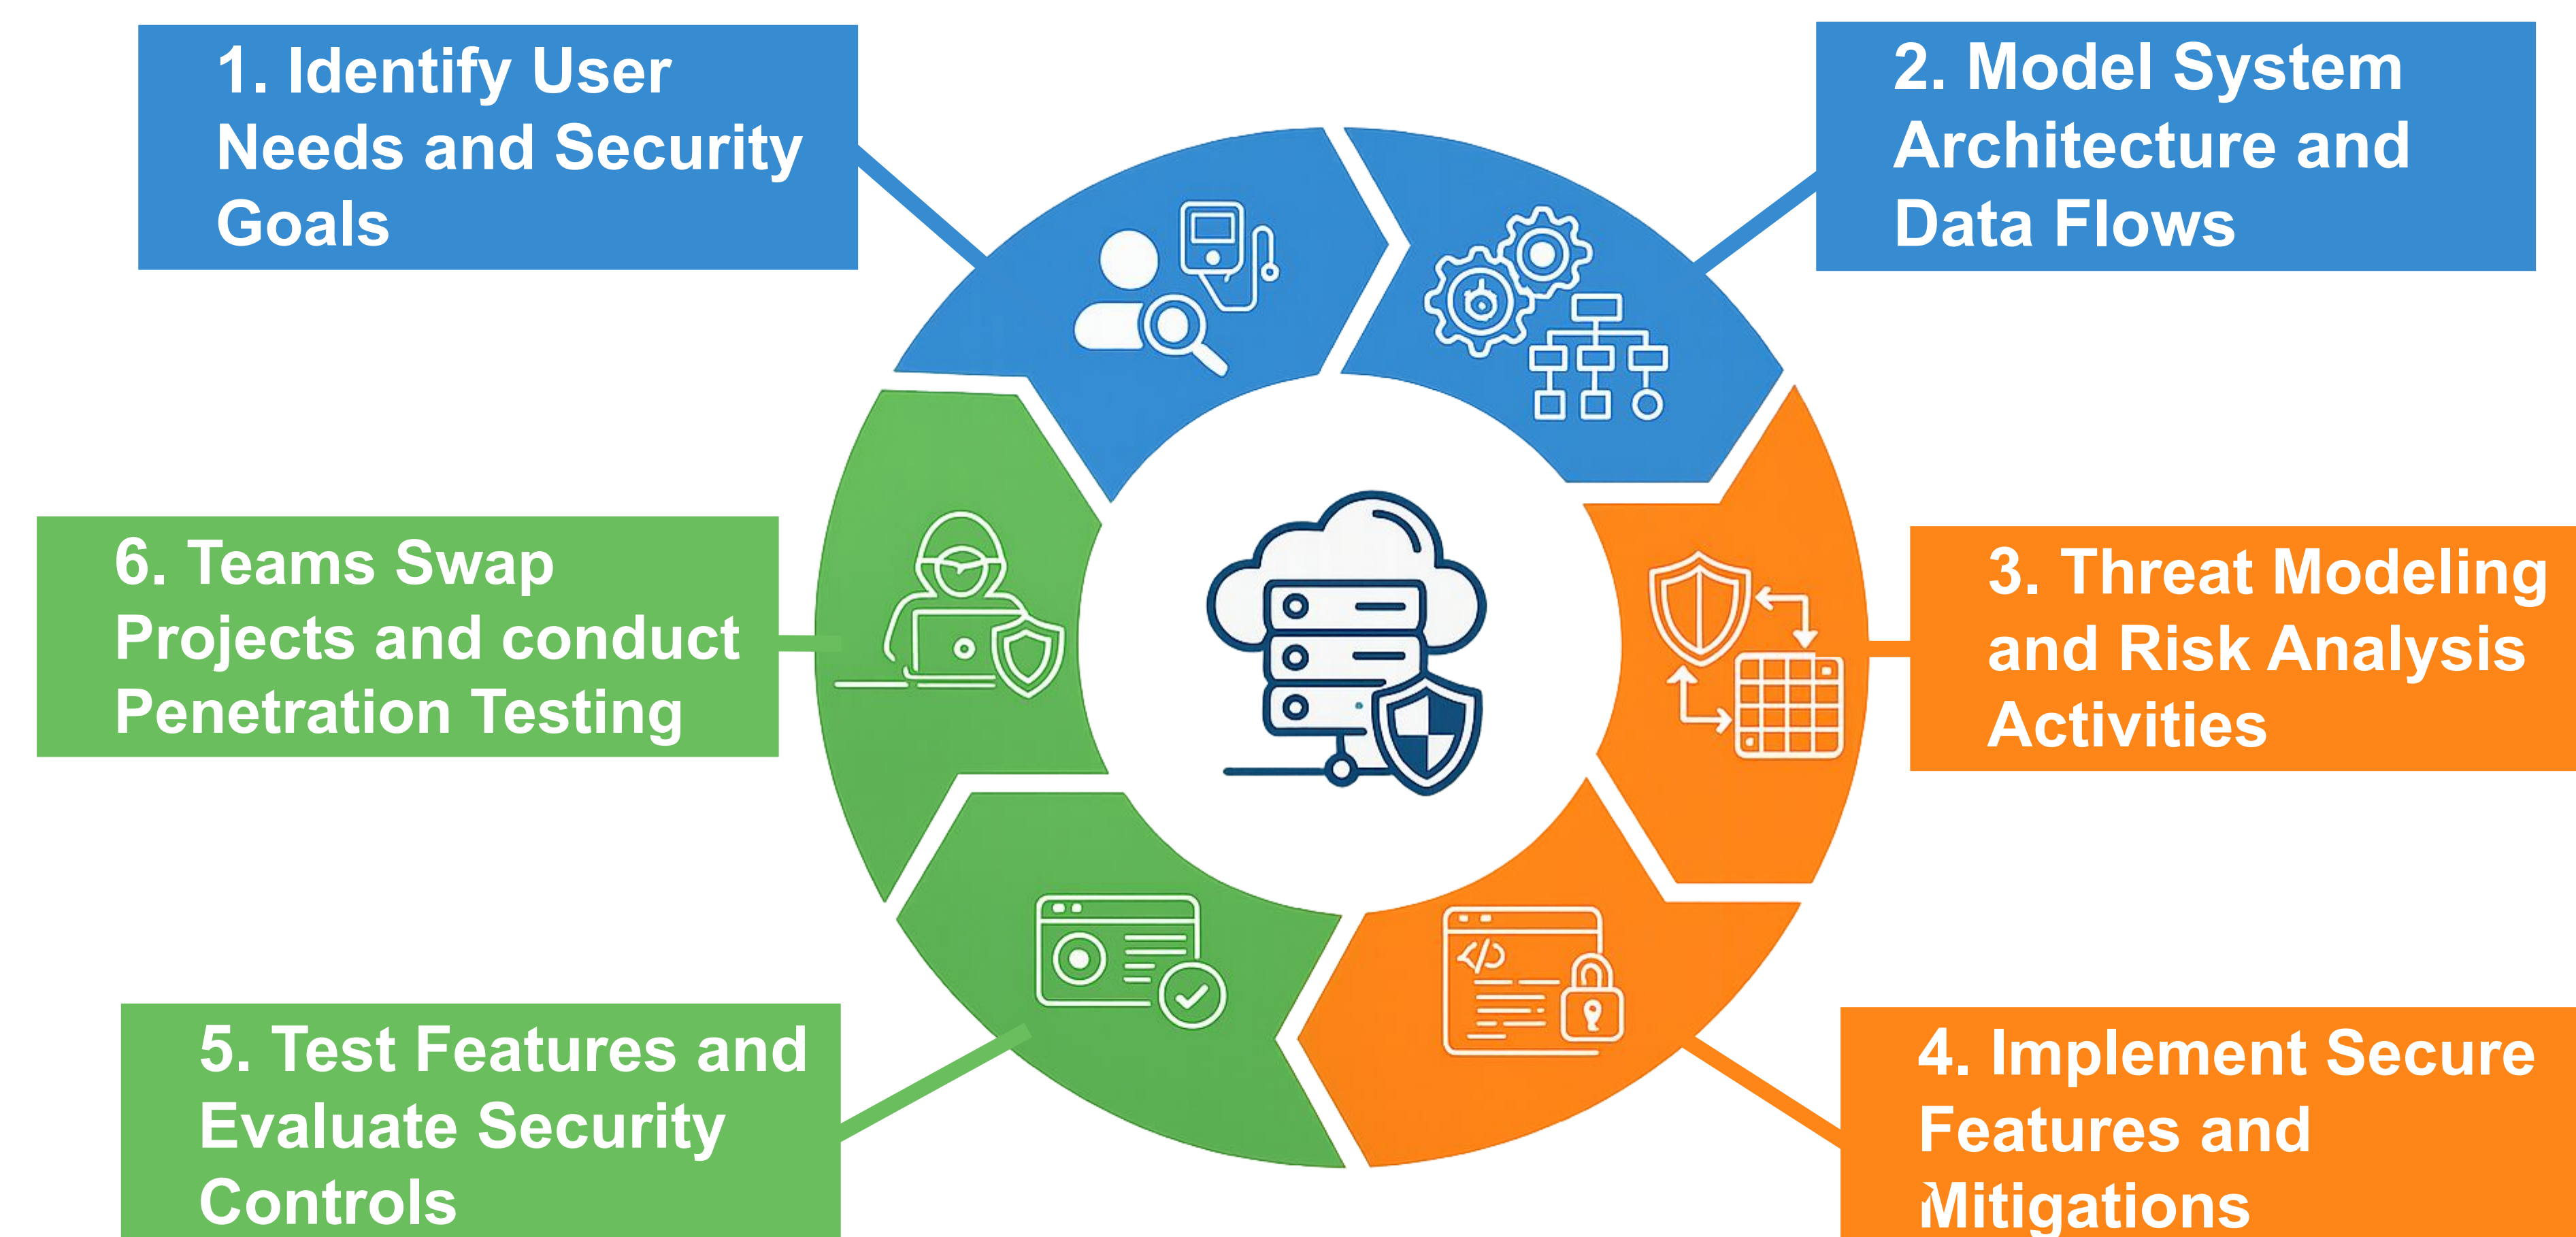 1. Identify User
Needs and Security
Goals
2. Model System
Architecture and
Data Flows
3. Threat Modeling
and Risk Analysis
Activities
4. Implement Secure
Features and
Mitigations
5. Test Features and
Evaluate Security
Controls
6. Teams Swap
Projects and conduct
Penetration Testing